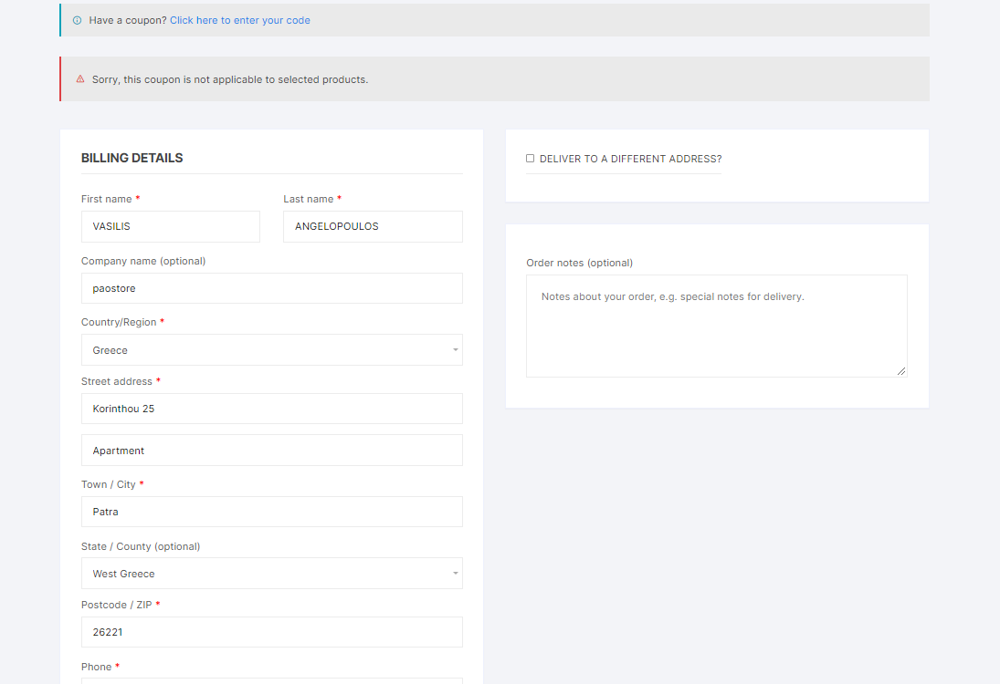 Have a coupon? Click here to enter your code
Sorry, this coupon is not applicable to selected products.
BILLING DETAILS
First name *
Last name *
VASILIS
ANGELOPOULOS
Company name (optional)
paostore
Country/Region *
Greece
Street address *
Korinthou 25
Apartment
Town / City *
Patra
State / County (optional)
West Greece
Postcode / ZIP *
26221
Phone *
DELIVER TO A DIFFERENT ADDRESS?
Order notes (optional)
Notes about your order, e.g. special notes for delivery.